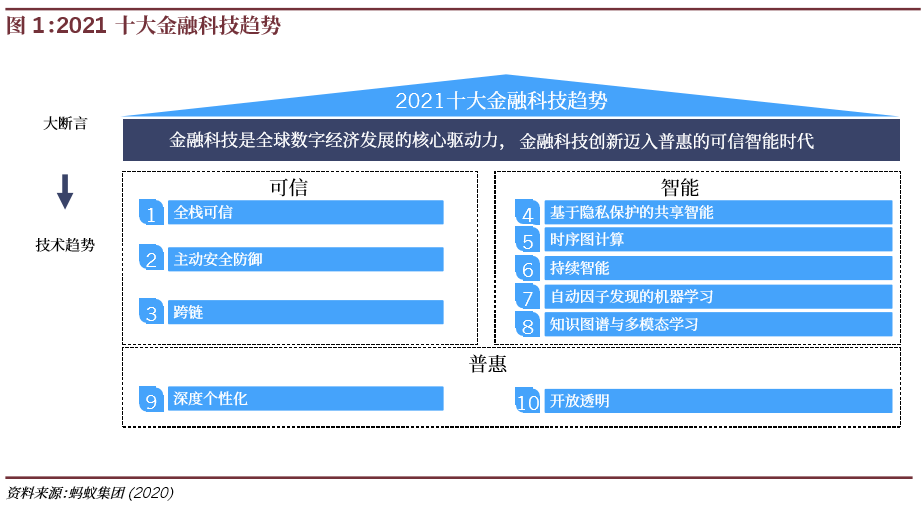 图 1:2021 十大金融科技趋势
2021十大金融科技趋势
大断言
金融科技是全球数字经济发展的核心驱动力， 金融科技创新迈入普惠的可信智能时代
技术趋势
可信
1 全栈可信
2 主动安全防御
3 跨链
智能
4 基于隐私保护的共享智能
5 时序图计算
6 持续智能
7 自动因子发现的机器学习
8 知识图谱与多模态学习
普惠
9 深度个性化
10 开放透明
资料来源:蚂蚁集团 (2020)